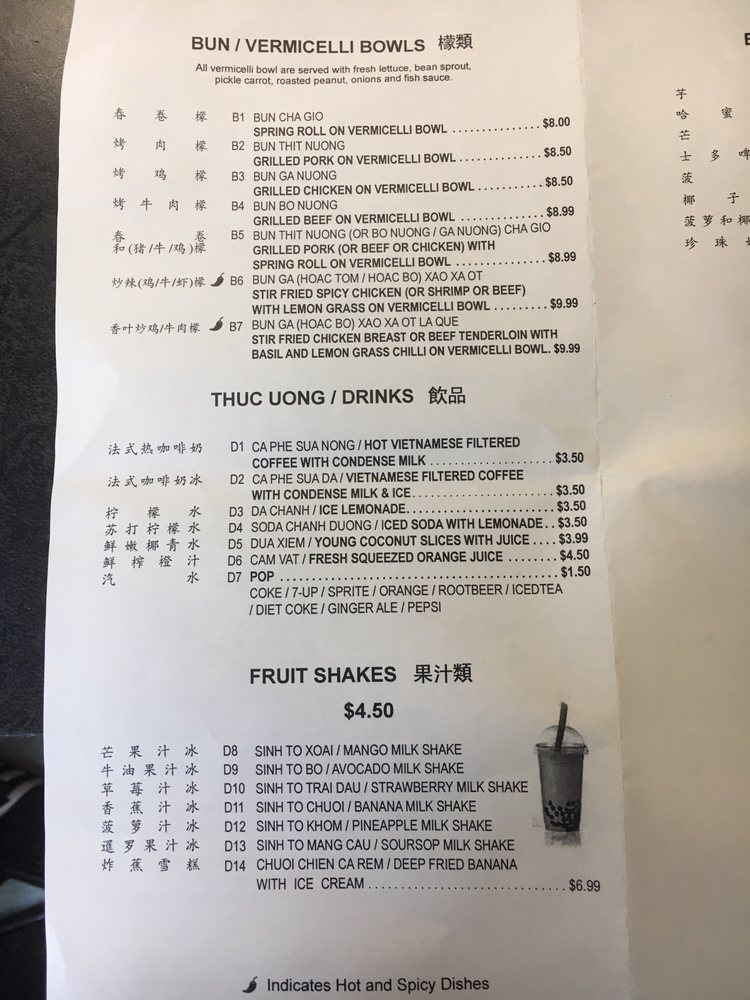 BUN / VERMICELLI BOWLS 檬類
All vermicelli bowl are served with fresh lettuce, bean sprout,
pickle carrot, roasted peanut, onions and fish sauce.
春 卷 檬 B1 BUN CHA GIO
SPRING ROLL ON VERMICELLI BOWL . . . . . . . . . . . . . . . $8.00
烤 肉 檬 B2 BUN THIT NUONG
GRILLED PORK ON VERMICELLI BOWL . . . . . . . . . . . . . . $8.50
烤 鸡 檬 B3 BUN GA NUONG
GRILLED CHICKEN ON VERMICELLI BOWL . . . . . . . . . . . $8.50
烤 牛 肉 檬 B4 BUN BO NUONG
GRILLED BEEF ON VERMICELLI BOWL . . . . . . . . . . . . . . $8.99
春 卷 B5 BUN THIT NUONG (OR BO NUONG / GA NUONG) CHA GIO
和(猪/牛/鸡)檬 GRILLED PORK (OR BEEF OR CHICKEN) WITH
SPRING ROLL ON VERMICELLI BOWL . . . . . . . . . . . . . . . $8.99
炒辣(鸡/牛/虾)檬 B6 BUN GA (HOAC TOM / HOAC BO) XAO XA OT
STIR FRIED SPICY CHICKEN (OR SHRIMP OR BEEF)
WITH LEMON GRASS ON VERMICELLI BOWL . . . . . . . . . $9.99
香叶炒鸡/牛肉檬 B7 BUN GA (HOAC BO) XAO XA OT LA QUE
STIR FRIED CHICKEN BREAST OR BEEF TENDERLOIN WITH
BASIL AND LEMON GRASS CHILLI ON VERMICELLI BOWL. $9.99
THUC UONG / DRINKS 飲品
法式热咖啡奶 D1 CA PHE SUA NONG / HOT VIETNAMESE FILTERED
COFFEE WITH CONDENSE MILK . . . . . . . . . . . . . . . . . . . . $3.50
法式咖啡奶冰 D2 CA PHE SUA DA / VIETNAMESE FILTERED COFFEE
WITH CONDENSE MILK & ICE. . . . . . . . . . . . . . . . . . . . . . . $3.50
柠 檬 水 D3 DA CHANH / ICE LEMONADE. . . . . . . . . . . . . . . . . . . . . . . . $3.50
苏打柠檬水 D4 SODA CHANH DUONG / ICED SODA WITH LEMONADE . . $3.50
鲜嫩椰青水 D5 DUA XIEM / YOUNG COCONUT SLICES WITH JUICE . . . . $3.99
鲜 榨 橙 汁 D6 CAM VAT / FRESH SQUEEZED ORANGE JUICE . . . . . . . . $4.50
汽 水 D7 POP . . . . . . . . . . . . . . . . . . . . . . . . . . . . . . . . . . . . . . . . . . . $1.50
COKE / 7-UP / SPRITE / ORANGE / ROOTBEER / ICEDTEA
/ DIET COKE / GINGER ALE / PEPSI
FRUIT SHAKES 果汁類
$4.50
芒 果 汁 冰 D8 SINH TO XOAI / MANGO MILK SHAKE
牛油果汁冰 D9 SINH TO BO / AVOCADO MILK SHAKE
草 莓 汁 冰 D10 SINH TO TRAI DAU / STRAWBERRY MILK SHAKE
香 蕉 汁 冰 D11 SINH TO CHUOI / BANANA MILK SHAKE
菠 箩 汁 冰 D12 SINH TO KHOM / PINEAPPLE MILK SHAKE
暹罗果汁冰 D13 SINH TO MANG CAU / SOURSOP MILK SHAKE
炸 蕉 雪 糕 D14 CHUOI CHIEN CA REM / DEEP FRIED BANANA
WITH ICE CREAM . . . . . . . . . . . . . . . . . . . . . . . . . . . . . . $6.99
Indicates Hot and Spicy Dishes
芋
哈 蜜
芒
士 多 啤
菠
椰 子
菠萝和椰
珍 珠